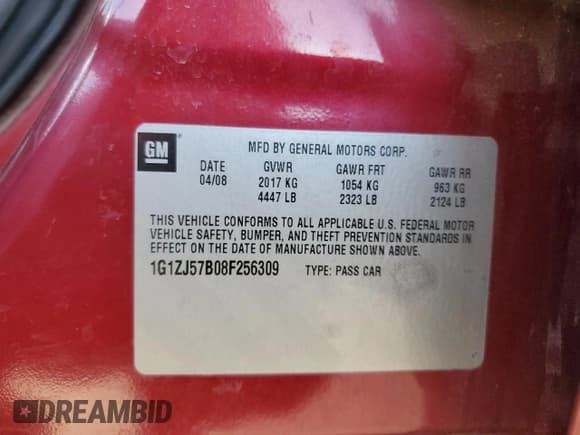 GM
MFD BY GENERAL MOTORS CORP.
DATE GVWR GAWR FRT GAWR RR
04/08 2017 KG 1054 KG 963 KG
4447 LB 2323 LB 2124 LB
THIS VEHICLE CONFORMS TO ALL APPLICABLE U.S. FEDERAL MOTOR
VEHICLE SAFETY, BUMPER, AND THEFT PREVENTION STANDARDS IN
EFFECT ON THE DATE OF MANUFACTURE SHOWN ABOVE.
1G1ZJ57B08F256309 TYPE: PASS CAR
DREAMBID